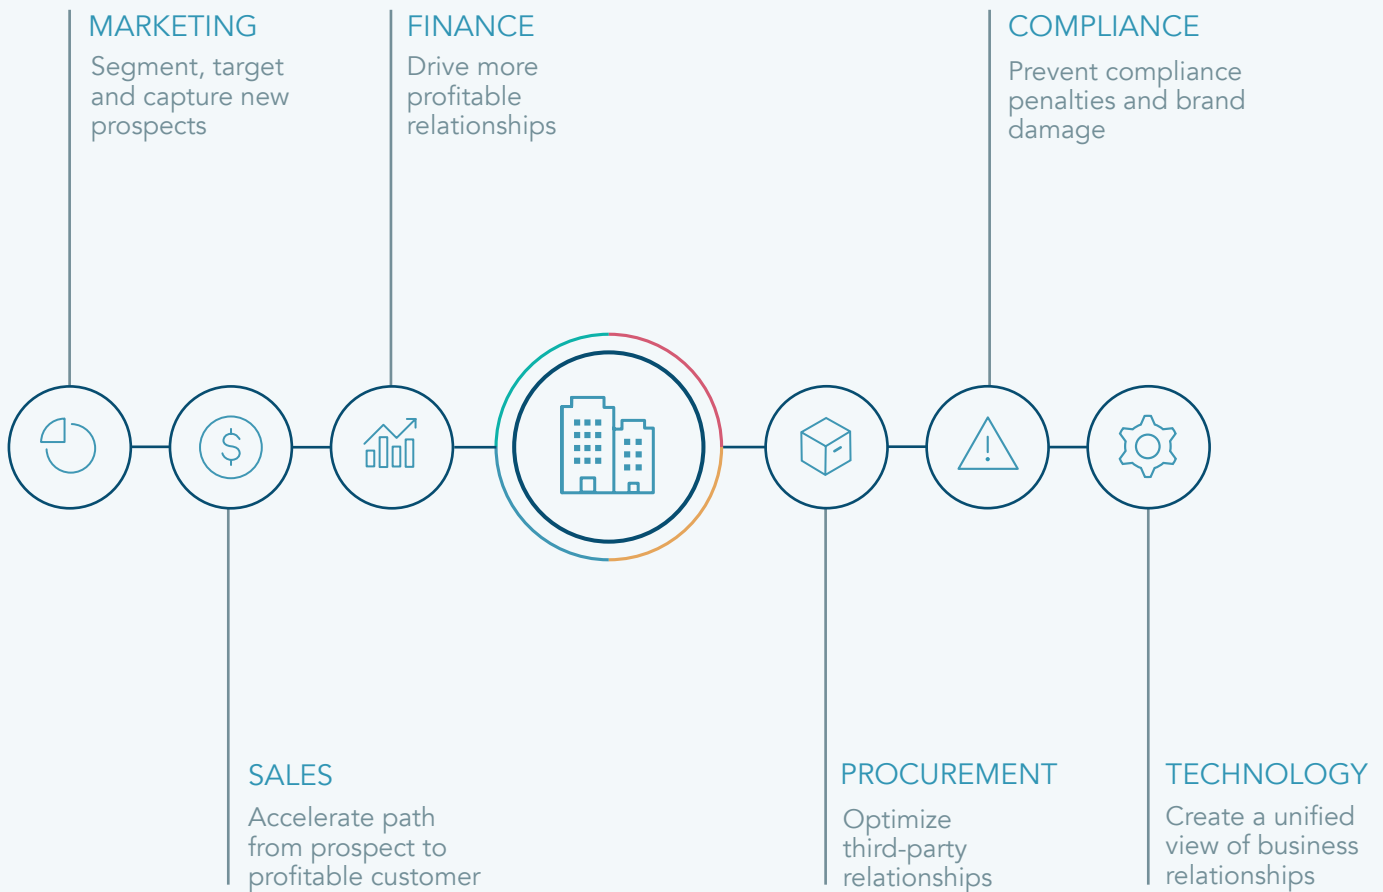 MARKETING
Segment, target
and capture new
prospects
FINANCE
Drive more
profitable
relationships
COMPLIANCE
Prevent compliance
penalties and brand
damage
$
SALES
Accelerate path
from prospect to
profitable customer
PROCUREMENT
Optimize
third-party
relationships
TECHNOLOGY
Create a unified
view of business
relationships